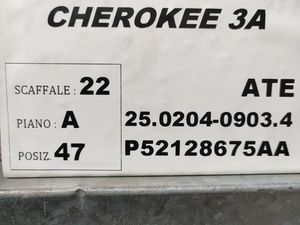 CHEROKEE 3A
SCAFFALE : 22
ATE
PIANO : A
25.0204-0903.4
POSIZ. 47
P52128675AA